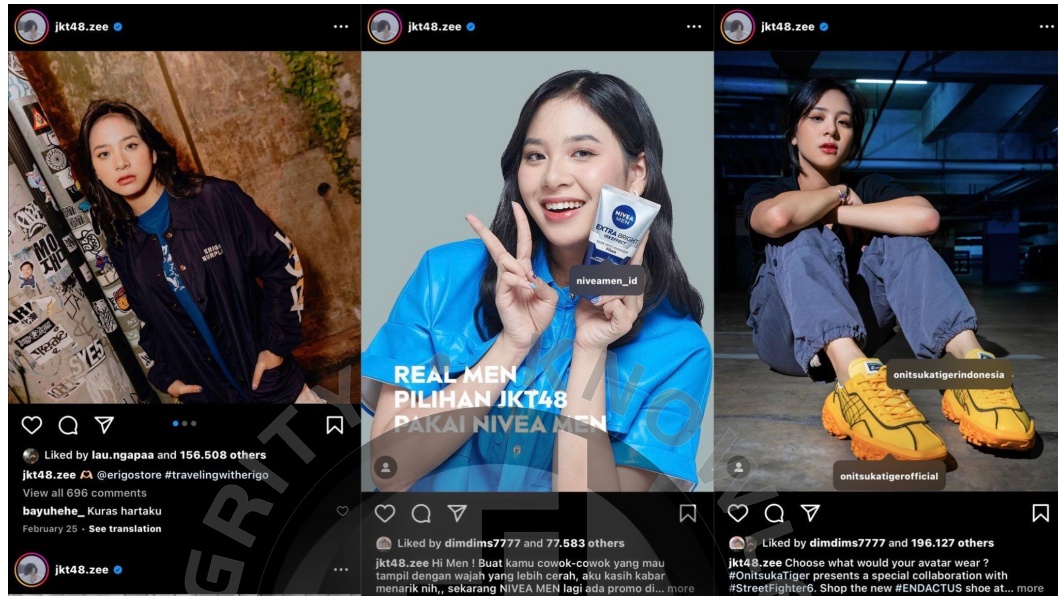 jkt48.zee
ERIGO
Liked by lau.ngapaa and 156.508 others
jkt48.zee @erigostore #travelingwitherigo
View all 696 comments
bayuhehe_ Kuras hartaku
February 25 • See translation
jkt48.zee
jkt48.zee
NIVEA
MEN
EXTRA BRIGHT
niveamen_id
REAL MEN
PILIHAN JKT48
PAKAI NIVEA MEN
Liked by dimdims7777 and 77.583 others
jkt48.zee Hi Men ! Buat kamu cowok-cowok yang mau
tampil dengan wajah yang lebih cerah, aku kasih kabar
menarik nih,, sekarang NIVEA MEN lagi ada promo di... more
jkt48.zee
onitsukatigerindonesia
onitsukatigerofficial
Liked by dimdims7777 and 196.127 others
jkt48.zee Choose what would your avatar wear ?
#OnitsukaTiger presents a special collaboration with
#StreetFighter6. Shop the new #ENDACTUS shoe at... more